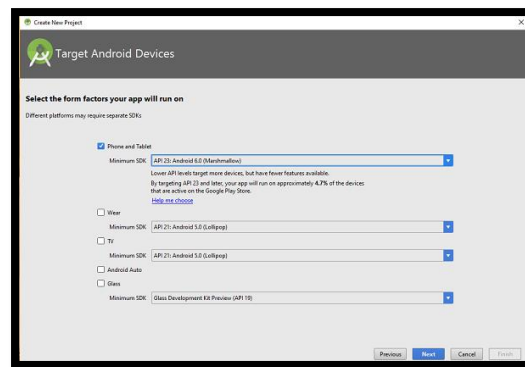 Create New Project
Target Android Devices
Select the form factors your app will run on
Different platforms may require separate SDKs
Phone and Tablet
Minimum SDK API 23: Android 6.0 (Marshmallow)
Lower API levels target more devices, but have fewer features available.
By targeting API 23 and later, your app will run on approximately 4.7% of the devices
that are active on the Google Play Store.
Help me choose
Wear
Minimum SDK API 21: Android 5.0 (Lollipop)
TV
Minimum SDK API 21: Android 5.0 (Lollipop)
Android Auto
Glass
Minimum SDK Glass Development Kit Preview (API 19)
Previous Next Cancel Finish